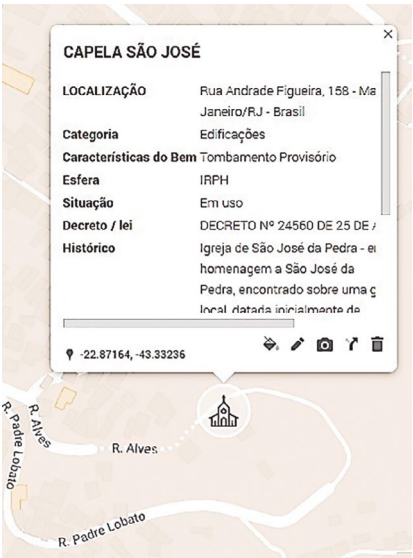 CAPELA SÃO JOSÉ
LOCALIZAÇÃO Rua Andrade Figueira, 158 - Ma
Janeiro/RJ - Brasil
Categoria Edificações
Características do Bem Tombamento Provisório
Esfera IRPH
Situação Em uso
Decreto / lei DECRETO Nº 24560 DE 25 DE
Histórico Igreja de São José da Pedra -
homenagem a São José da
Pedra, encontrado sobre uma g
local, datada inicialmente de
-22.87164, -43.33236
R. Alves
R. Alves
R. Padre Lobato
R. Padre Lobato